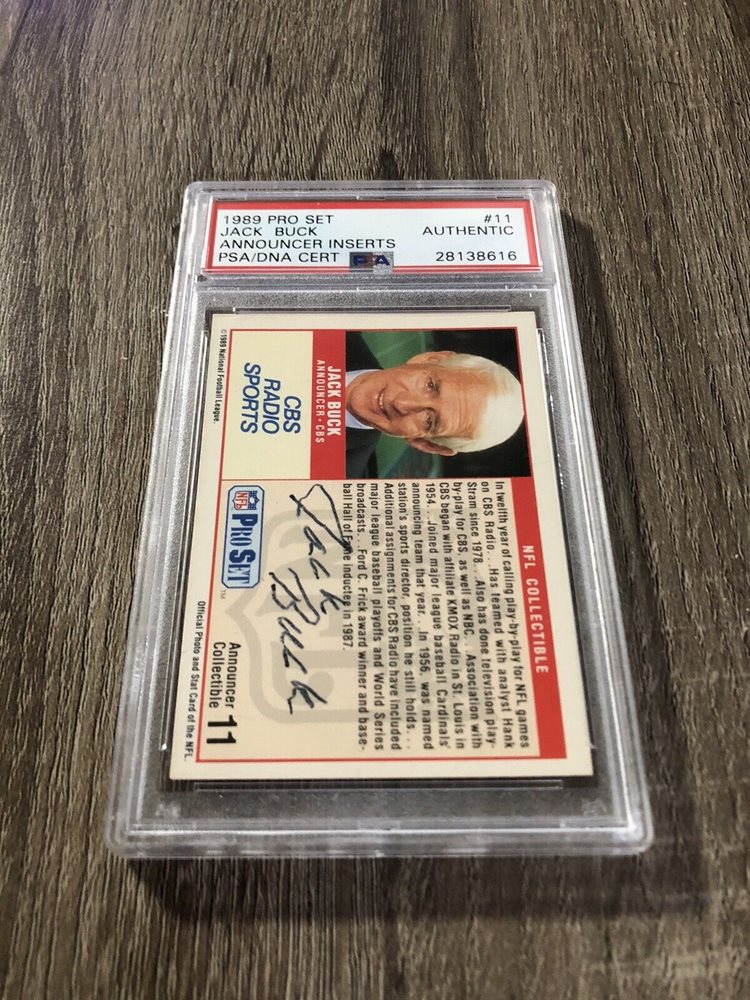 1989 PRO SET #11
JACK BUCK AUTHENTIC
ANNOUNCER INSERTS
PSA/DNA CERT PSA 28138616
NFL COLLECTIBLE
In twelfth year of calling play-by-play for NFL games
on CBS Radio. . .Has teamed with analyst Hank
Stram since 1978. . .Also has done television play-
by-play for CBS, as well as NBC. . .Association with
CBS began with affiliate KMOX Radio in St. Louis in
1954. . .Joined major league baseball Cardinals'
announcing team that year. . .In 1956, was named
station's sports director, position he still holds. . .
Additional assignments for CBS Radio have included
major league baseball playoffs and World Series
broadcasts. . .Ford C. Frick award winner and base-
ball Hall of Fame inductee in 1987.
JACK BUCK
ANNOUNCER • CBS
CBS
RADIO
SPORTS
Jack Buck
NFL PRO SET
TM
Announcer
Collectible 11
©1989 National Football League.
Official Photo and Stat Card of the NFL.